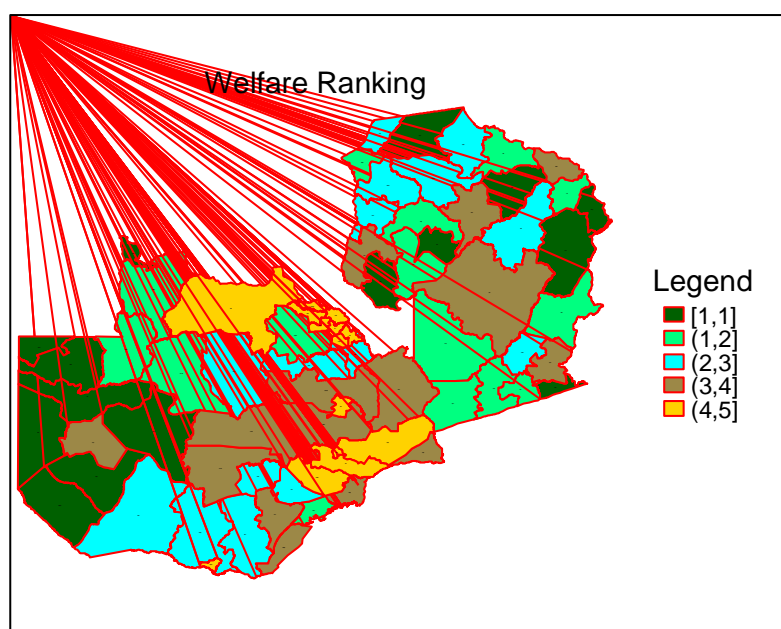 Welfare Ranking
Legend
[1,1]
(1,2]
(2,3]
(3,4]
(4,5]